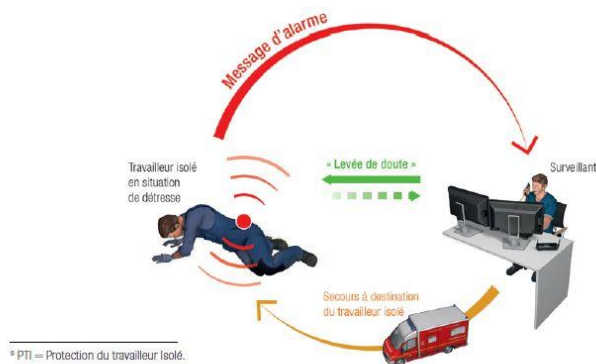 Message d'alarme
« Levée de doute »
Travailleur isolé
en situation
de détresse
Surveillant
Secours à destination
du travailleur isolé
⁹ PTI = Protection du travailleur Isolé.